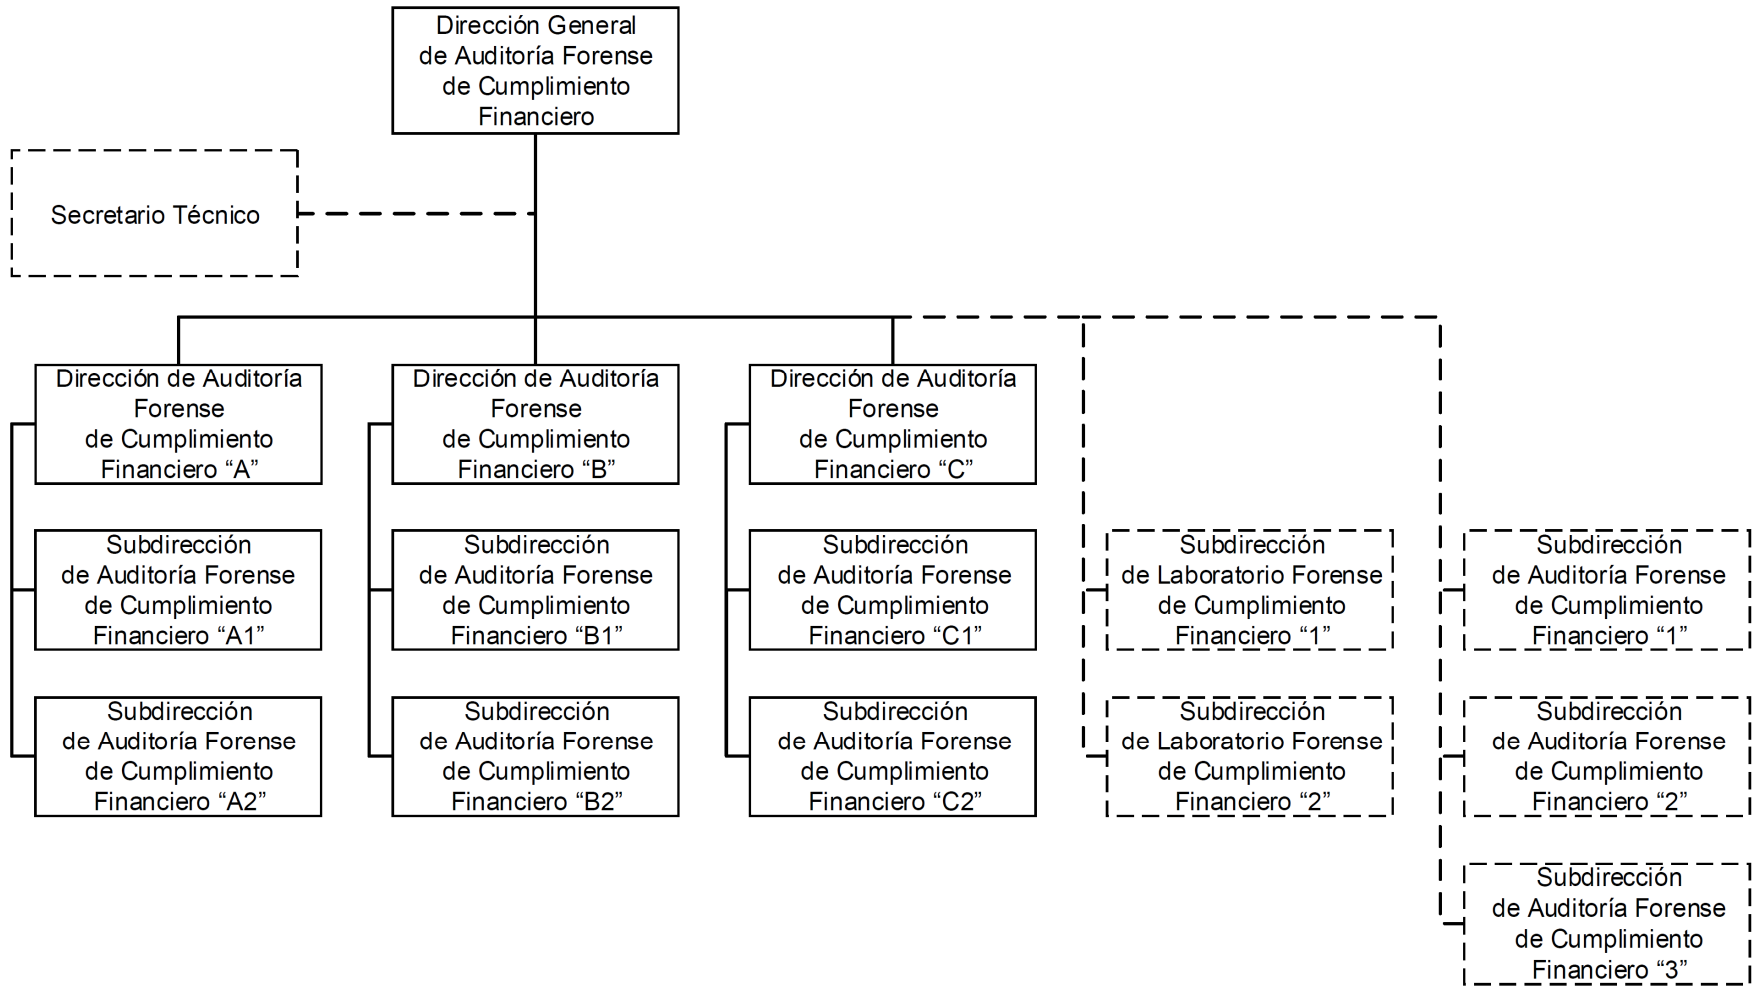 Dirección General
de Auditoría Forense
de Cumplimiento
Financiero
Secretario Técnico
Dirección de Auditoría
Forense
de Cumplimiento
Financiero “A”
Dirección de Auditoría
Forense
de Cumplimiento
Financiero “B”
Dirección de Auditoría
Forense
de Cumplimiento
Financiero “C”
Subdirección
de Auditoría Forense
de Cumplimiento
Financiero “A1”
Subdirección
de Auditoría Forense
de Cumplimiento
Financiero “B1”
Subdirección
de Auditoría Forense
de Cumplimiento
Financiero “C1”
Subdirección
de Laboratorio Forense
de Cumplimiento
Financiero “1”
Subdirección
de Auditoría Forense
de Cumplimiento
Financiero “1”
Subdirección
de Auditoría Forense
de Cumplimiento
Financiero “A2”
Subdirección
de Auditoría Forense
de Cumplimiento
Financiero “B2”
Subdirección
de Auditoría Forense
de Cumplimiento
Financiero “C2”
Subdirección
de Laboratorio Forense
de Cumplimiento
Financiero “2”
Subdirección
de Auditoría Forense
de Cumplimiento
Financiero “2”
Subdirección
de Auditoría Forense
de Cumplimiento
Financiero “3”